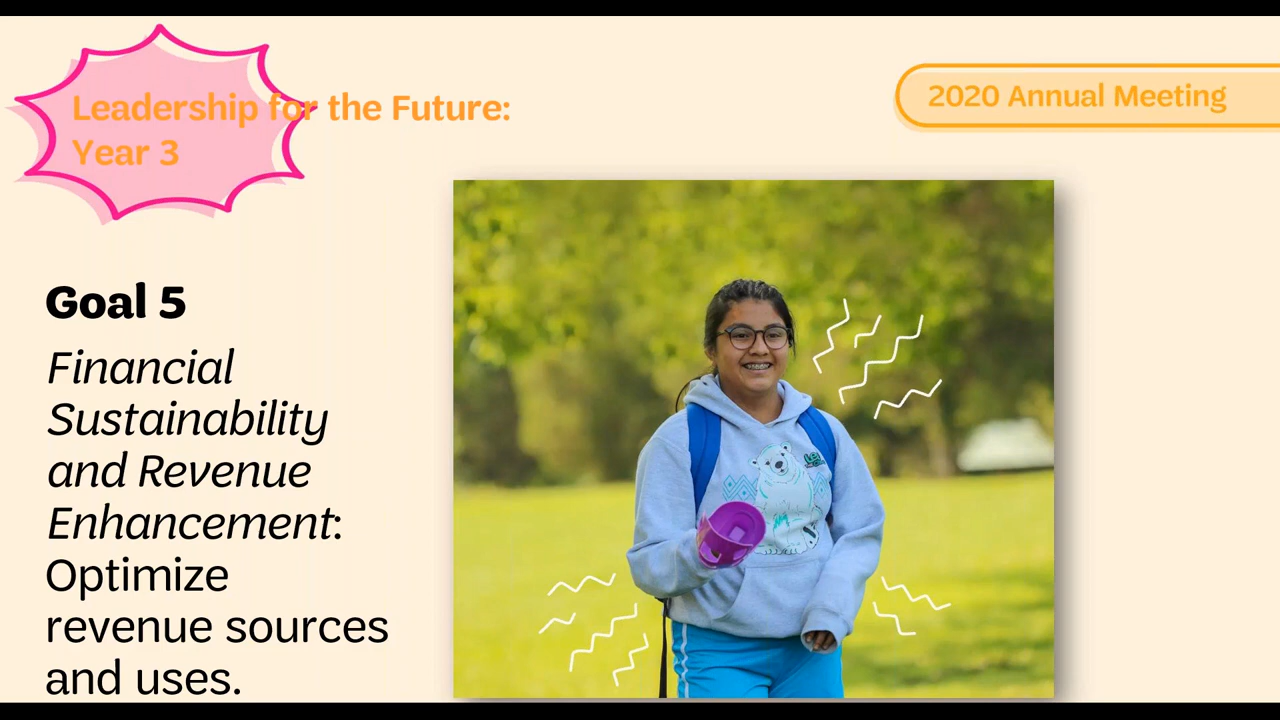 Leadership for the Future:
Year 3
2020 Annual Meeting
Goal 5
Financial
Sustainability
and Revenue
Enhancement:
Optimize
revenue sources
and uses.